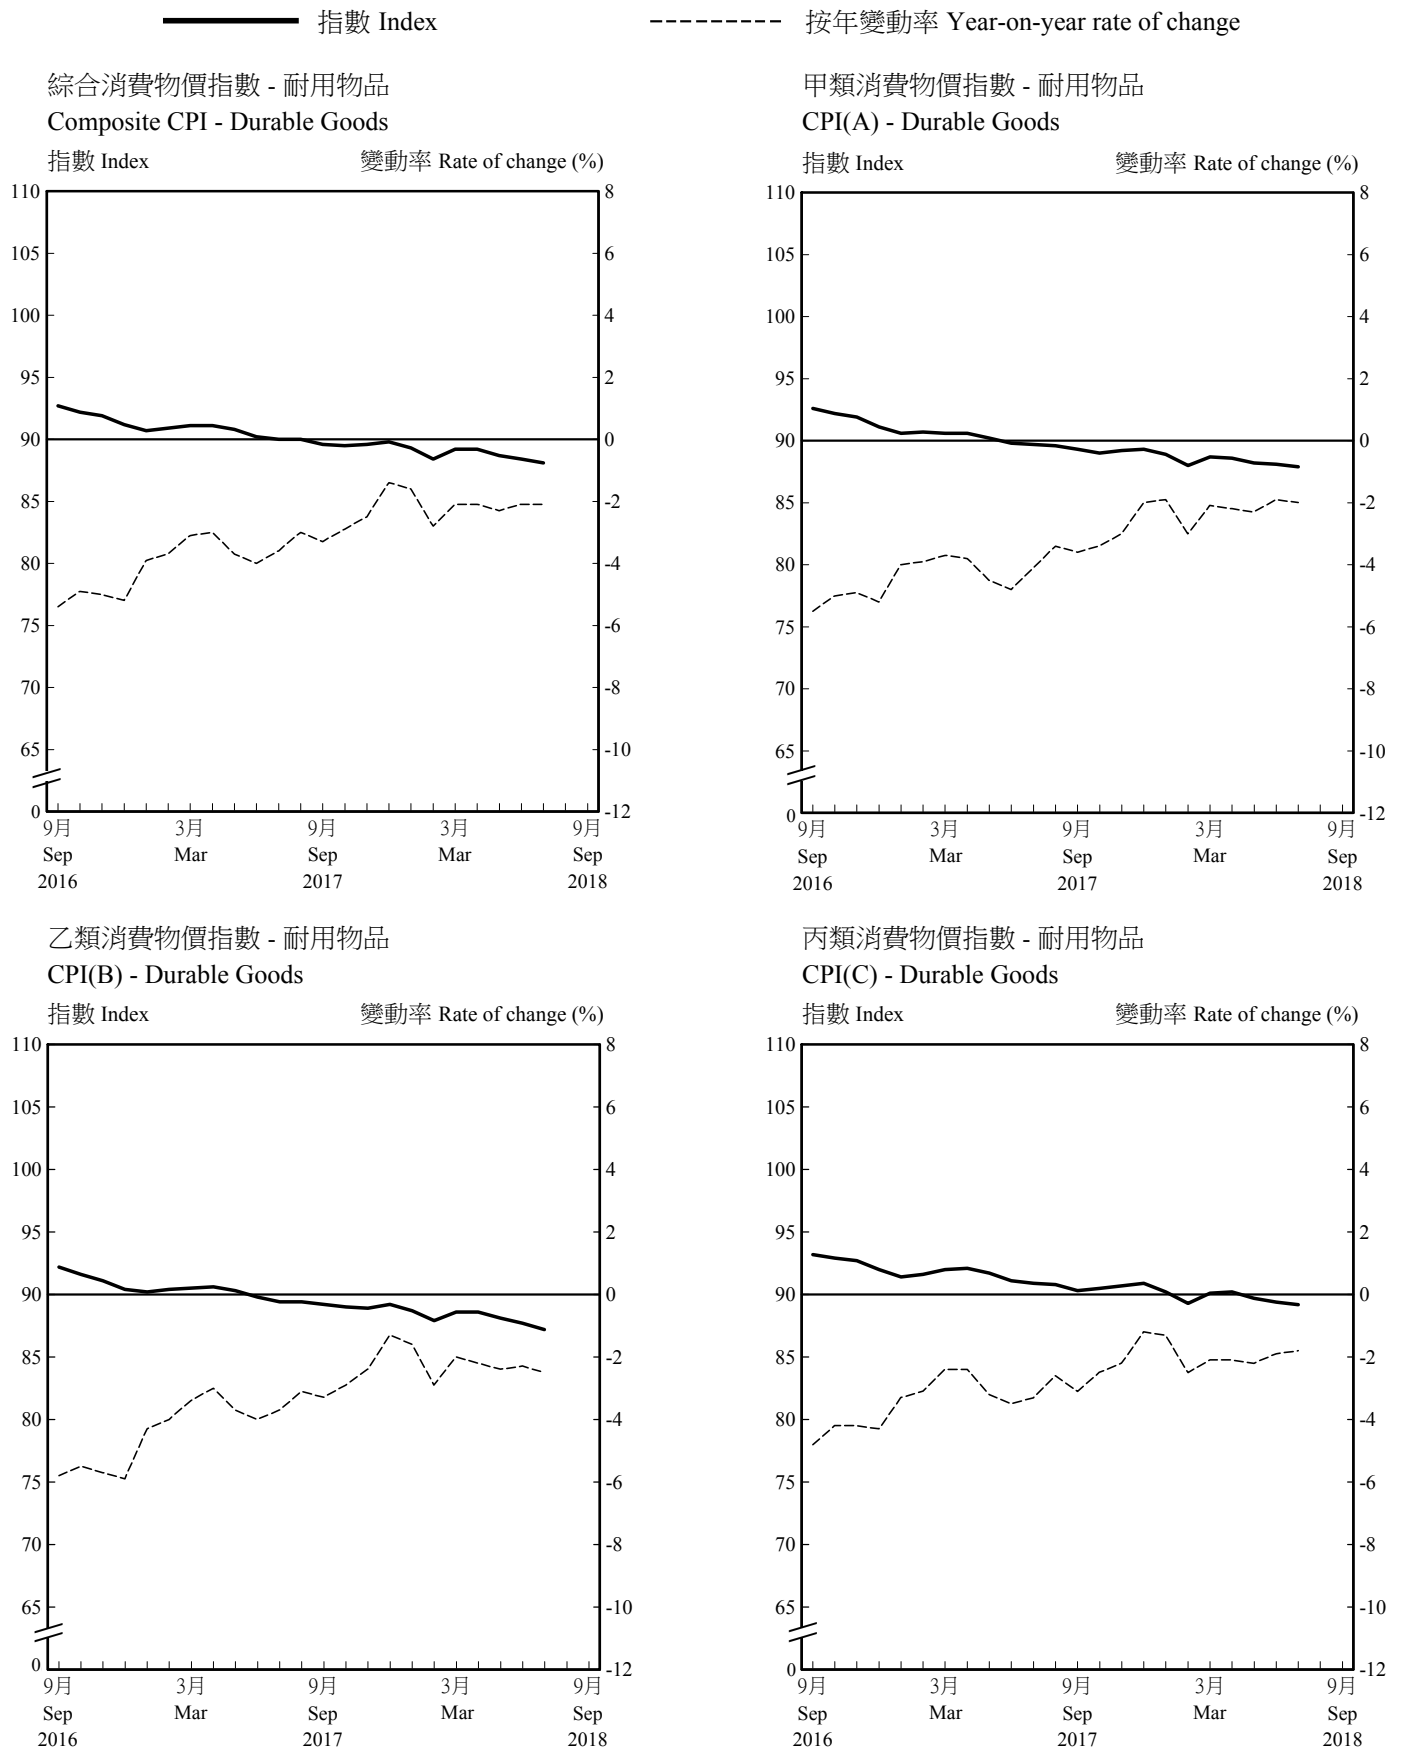 指數 Index
按年變動率 Year-on-year rate of change
綜合消費物價指數 - 耐用物品
Composite CPI - Durable Goods
指數 Index 變動率 Rate of change (%)
110 8
105 6
100 4
95 2
90 0
85 -2
80 -4
75 -6
70 -8
65 -10
0 -12
9月 3月 9月 3月 9月
Sep Mar Sep Mar Sep
2016 2017 2018
甲類消費物價指數 - 耐用物品
CPI(A) - Durable Goods
指數 Index 變動率 Rate of change (%)
110 8
105 6
100 4
95 2
90 0
85 -2
80 -4
75 -6
70 -8
65 -10
0 -12
9月 3月 9月 3月 9月
Sep Mar Sep Mar Sep
2016 2017 2018
乙類消費物價指數 - 耐用物品
CPI(B) - Durable Goods
指數 Index 變動率 Rate of change (%)
110 8
105 6
100 4
95 2
90 0
85 -2
80 -4
75 -6
70 -8
65 -10
0 -12
9月 3月 9月 3月 9月
Sep Mar Sep Mar Sep
2016 2017 2018
丙類消費物價指數 - 耐用物品
CPI(C) - Durable Goods
指數 Index 變動率 Rate of change (%)
110 8
105 6
100 4
95 2
90 0
85 -2
80 -4
75 -6
70 -8
65 -10
0 -12
9月 3月 9月 3月 9月
Sep Mar Sep Mar Sep
2016 2017 2018